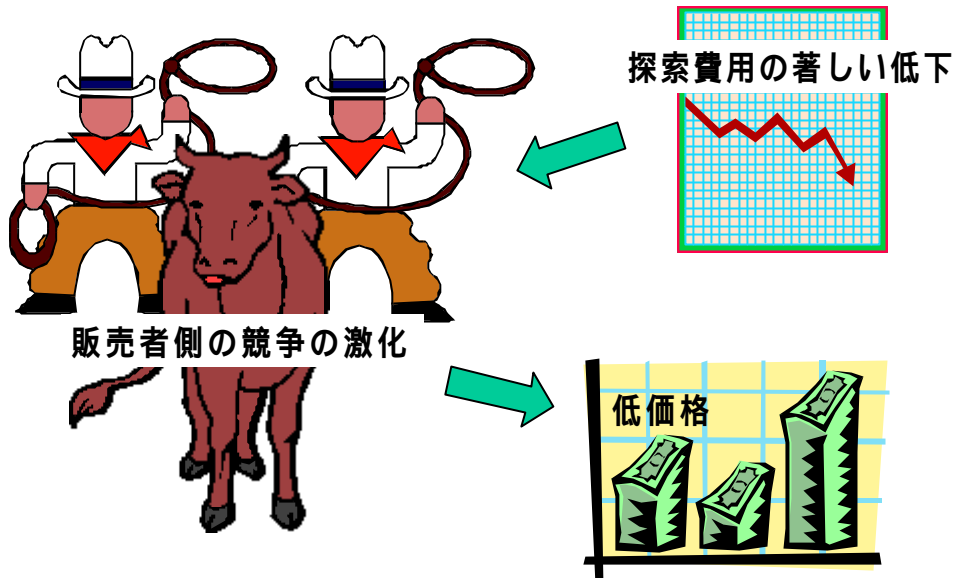 探索費用の著しい低下
販売者側の競争の激化
低価格